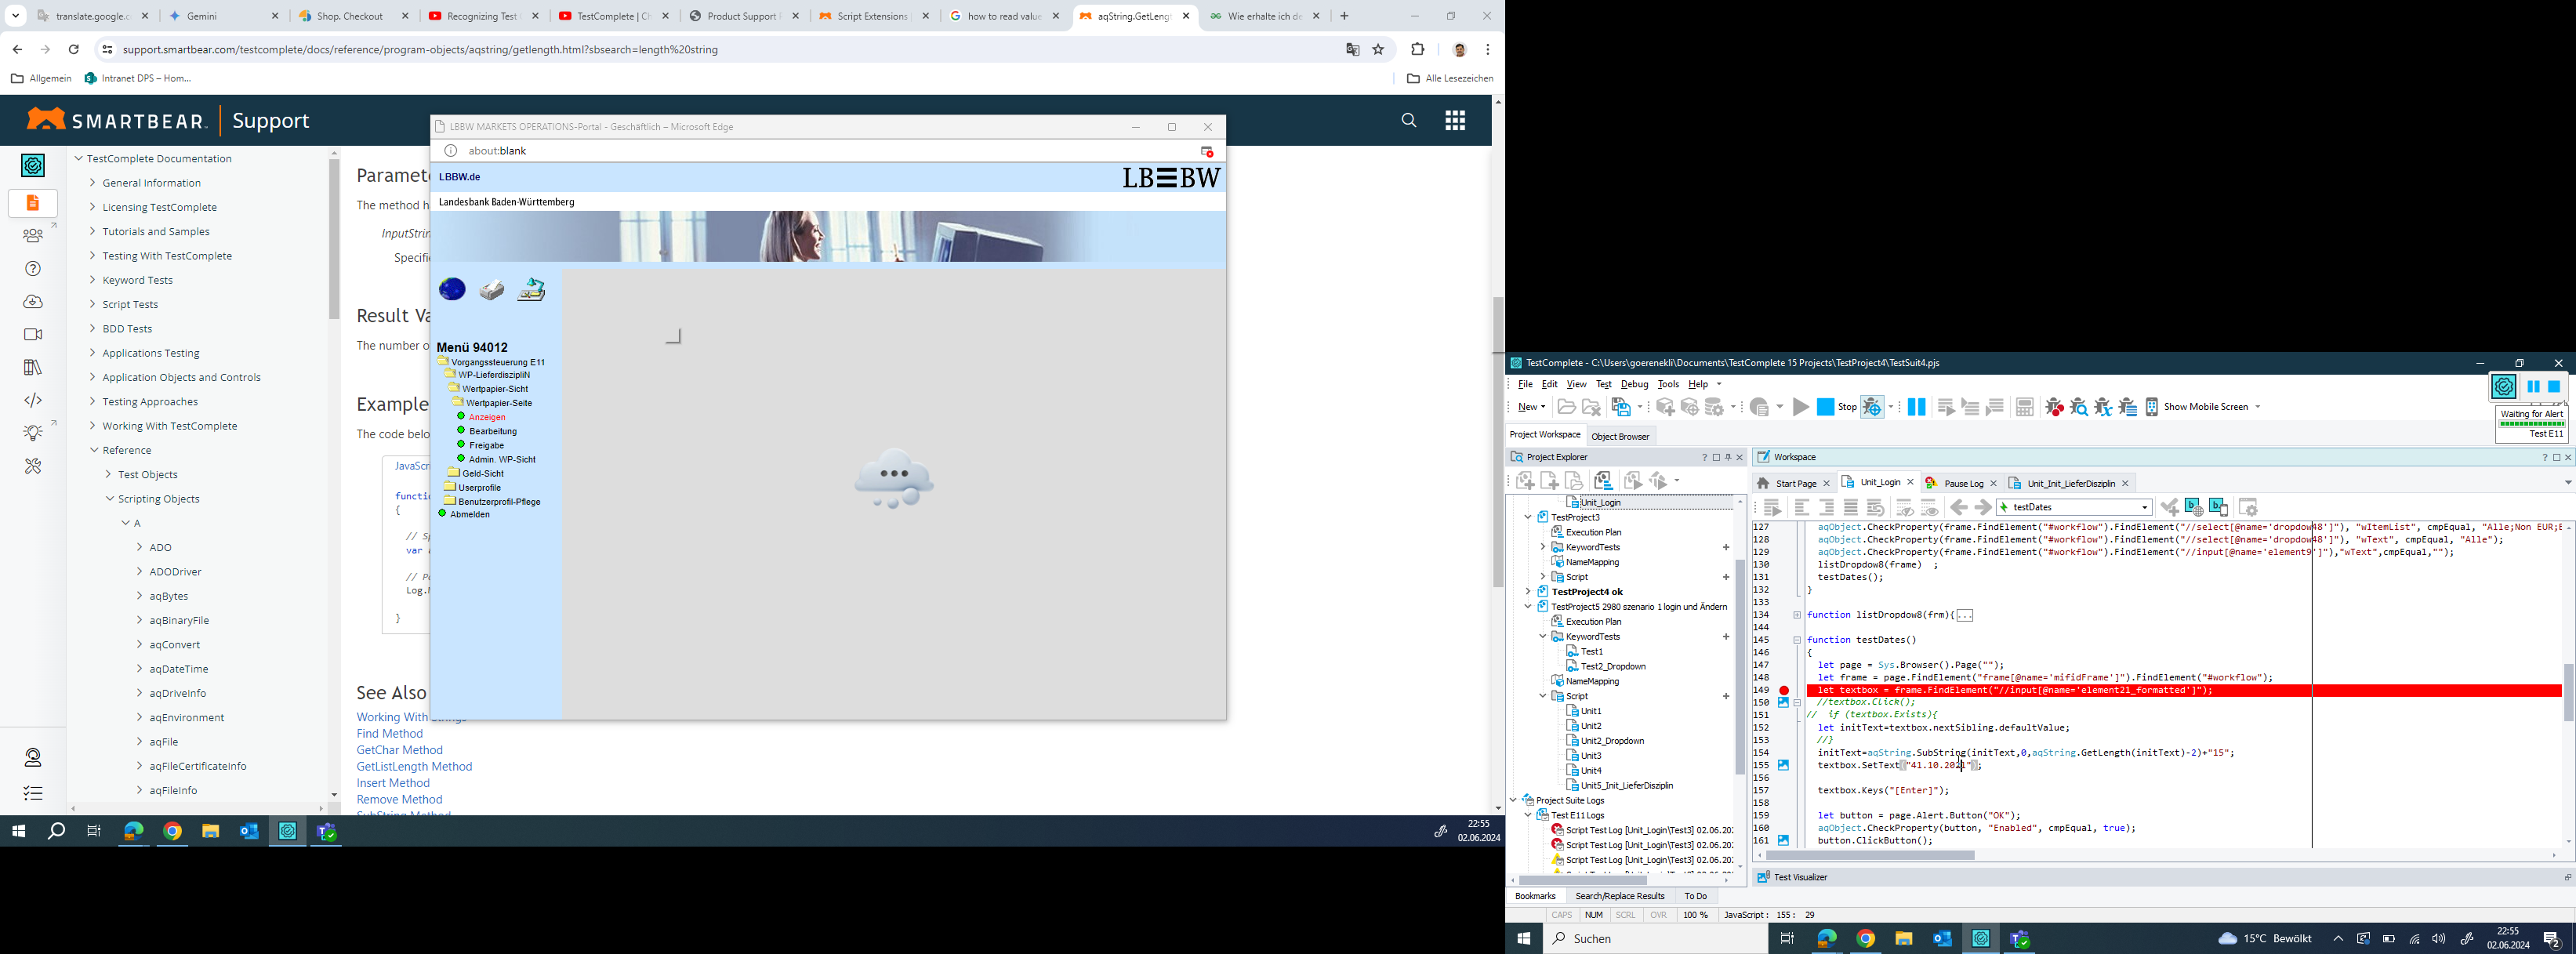 translate.google.c
Gemini
Shop. Checkout
Recognizing Test
TestComplete | Ch
Product Support
Script Extensions
how to read value
aqString.GetLengt
Wie erhalte ich de
support.smartbear.com/testcomplete/docs/reference/program-objects/aqstring/getlength.html?sbsearch=length%20string
Allgemein
Intranet DPS – Hom...
Alle Lesezeichen
SMARTBEAR
Support
TestComplete Documentation
General Information
Licensing TestComplete
Tutorials and Samples
Testing With TestComplete
Keyword Tests
Script Tests
BDD Tests
Applications Testing
Application Objects and Controls
Testing Approaches
Working With TestComplete
Reference
Test Objects
Scripting Objects
A
ADO
ADODriver
aqBytes
aqBinaryFile
aqConvert
aqDateTime
aqDriveInfo
aqEnvironment
aqFile
aqFileCertificateInfo
aqFileInfo
Paramet
The method h
InputStrin
Specifi
Result Va
The number o
Example
The code belo
JavaScr
functio
{
// Sp
var a
// Po
Log.M
}
See Also
Working With Strings
Find Method
GetChar Method
GetListLength Method
Insert Method
Remove Method
SubString Method
LBBW MARKETS OPERATIONS-Portal - Geschäftlich – Microsoft Edge
about:blank
LBBW.de
LB≡BW
Landesbank Baden-Württemberg
Menü 94012
Vorgangssteuerung E11
WP-LieferdiszipliN
Wertpapier-Sicht
Wertpapier-Seite
Anzeigen
Bearbeitung
Freigabe
Admin. WP-Sicht
Geld-Sicht
Userprofile
Benutzerprofil-Pflege
Abmelden
22:55
02.06.2024
TestComplete - C:\Users\goerenekli\Documents\TestComplete 15 Projects\TestProject4\TestSuit4.pjs
File Edit View Test Debug Tools Help
New
Stop
Show Mobile Screen
Waiting for Alert
Test E11
Project Workspace
Object Browser
Project Explorer
Unit_Login
TestProject3
Execution Plan
KeywordTests
NameMapping
Script
TestProject4 ok
TestProject5 2980 szenario 1 login und Ändern
Execution Plan
KeywordTests
Test1
Test2_Dropdown
NameMapping
Script
Unit1
Unit2
Unit2_Dropdown
Unit3
Unit4
Unit5_Init_LieferDisziplin
Project Suite Logs
Test E11 Logs
Script Test Log [Unit_Login\Test3] 02.06.202
Script Test Log [Unit_Login\Test3] 02.06.202
Script Test Log [Unit_Login\Test3] 02.06.202
Bookmarks
Search/Replace Results
To Do
Workspace
Start Page
Unit_Login
Pause Log
Unit_Init_LieferDisziplin
testDates
127 aqObject.CheckProperty(frame.FindElement("#workflow").FindElement("//select[@name='dropdow48']"), "wItemList", cmpEqual, "Alle;Non EUR;E
128 aqObject.CheckProperty(frame.FindElement("#workflow").FindElement("//select[@name='dropdow48']"), "wText", cmpEqual, "Alle");
129 aqObject.CheckProperty(frame.FindElement("#workflow").FindElement("//input[@name='element9']"),"wText",cmpEqual,"");
130 listDropdow8(frame) ;
131 testDates();
132 }
133
134 function listDropdow8(frm){...
144
145 function testDates()
146 {
147 let page = Sys.Browser().Page("");
148 let frame = page.FindElement("frame[@name='mifidFrame']").FindElement("#workflow");
149 let textbox = frame.FindElement("//input[@name='element21_formatted']");
150 //textbox.Click();
151 // if (textbox.Exists){
152 let initText=textbox.nextSibling.defaultValue;
153 //}
154 initText=aqString.SubString(initText,0,aqString.GetLength(initText)-2)+"15";
155 textbox.SetText("41.10.2021");
156
157 textbox.Keys("[Enter]");
158
159 let button = page.Alert.Button("OK");
160 aqObject.CheckProperty(button, "Enabled", cmpEqual, true);
161 button.ClickButton();
Test Visualizer
CAPS NUM SCRL OVR 100 % JavaScript : 155 : 29
Suchen
15°C Bewölkt
22:55
02.06.2024
2